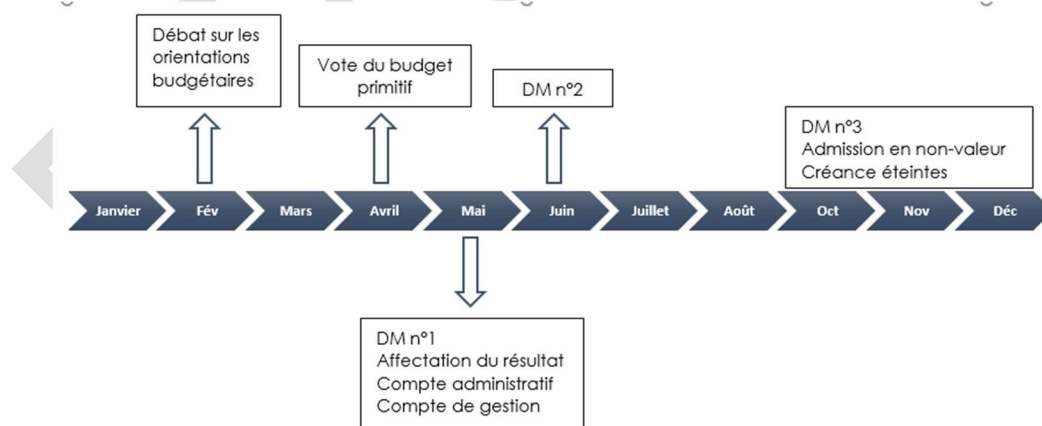 Débat sur les
orientations
budgétaires
Vote du budget
primitif
DM n°2
DM n°3
Admission en non-valeur
Créance éteintes
Janvier
Fév
Mars
Avril
Mai
Juin
Juillet
Août
Oct
Nov
Déc
DM n°1
Affectation du résultat
Compte administratif
Compte de gestion